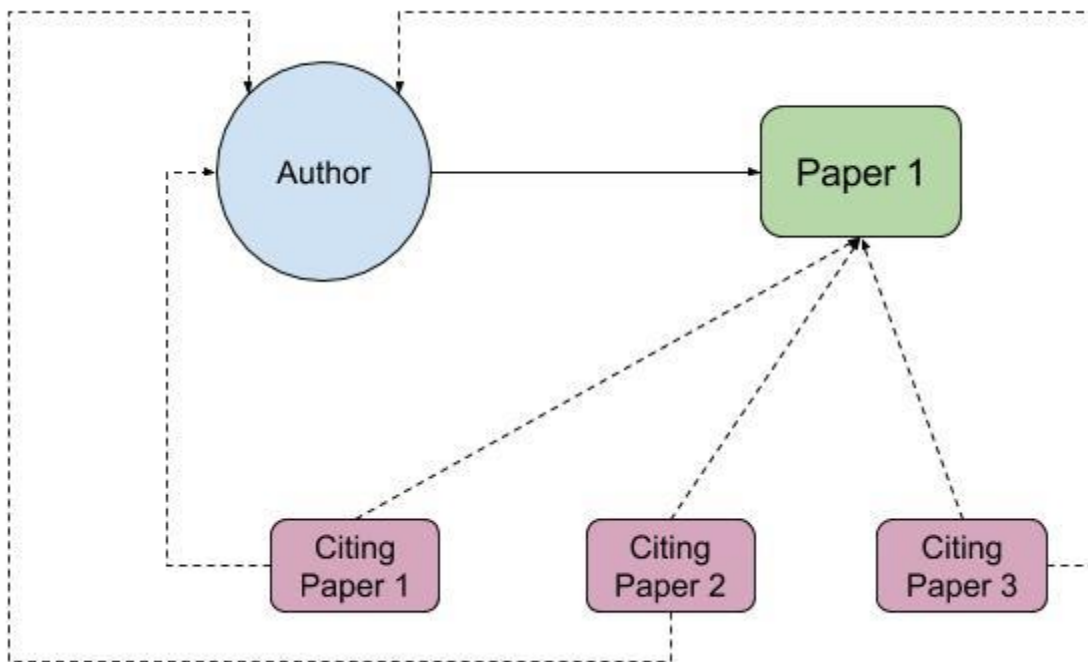 Author
Paper 1
Citing
Paper 1
Citing
Paper 2
Citing
Paper 3